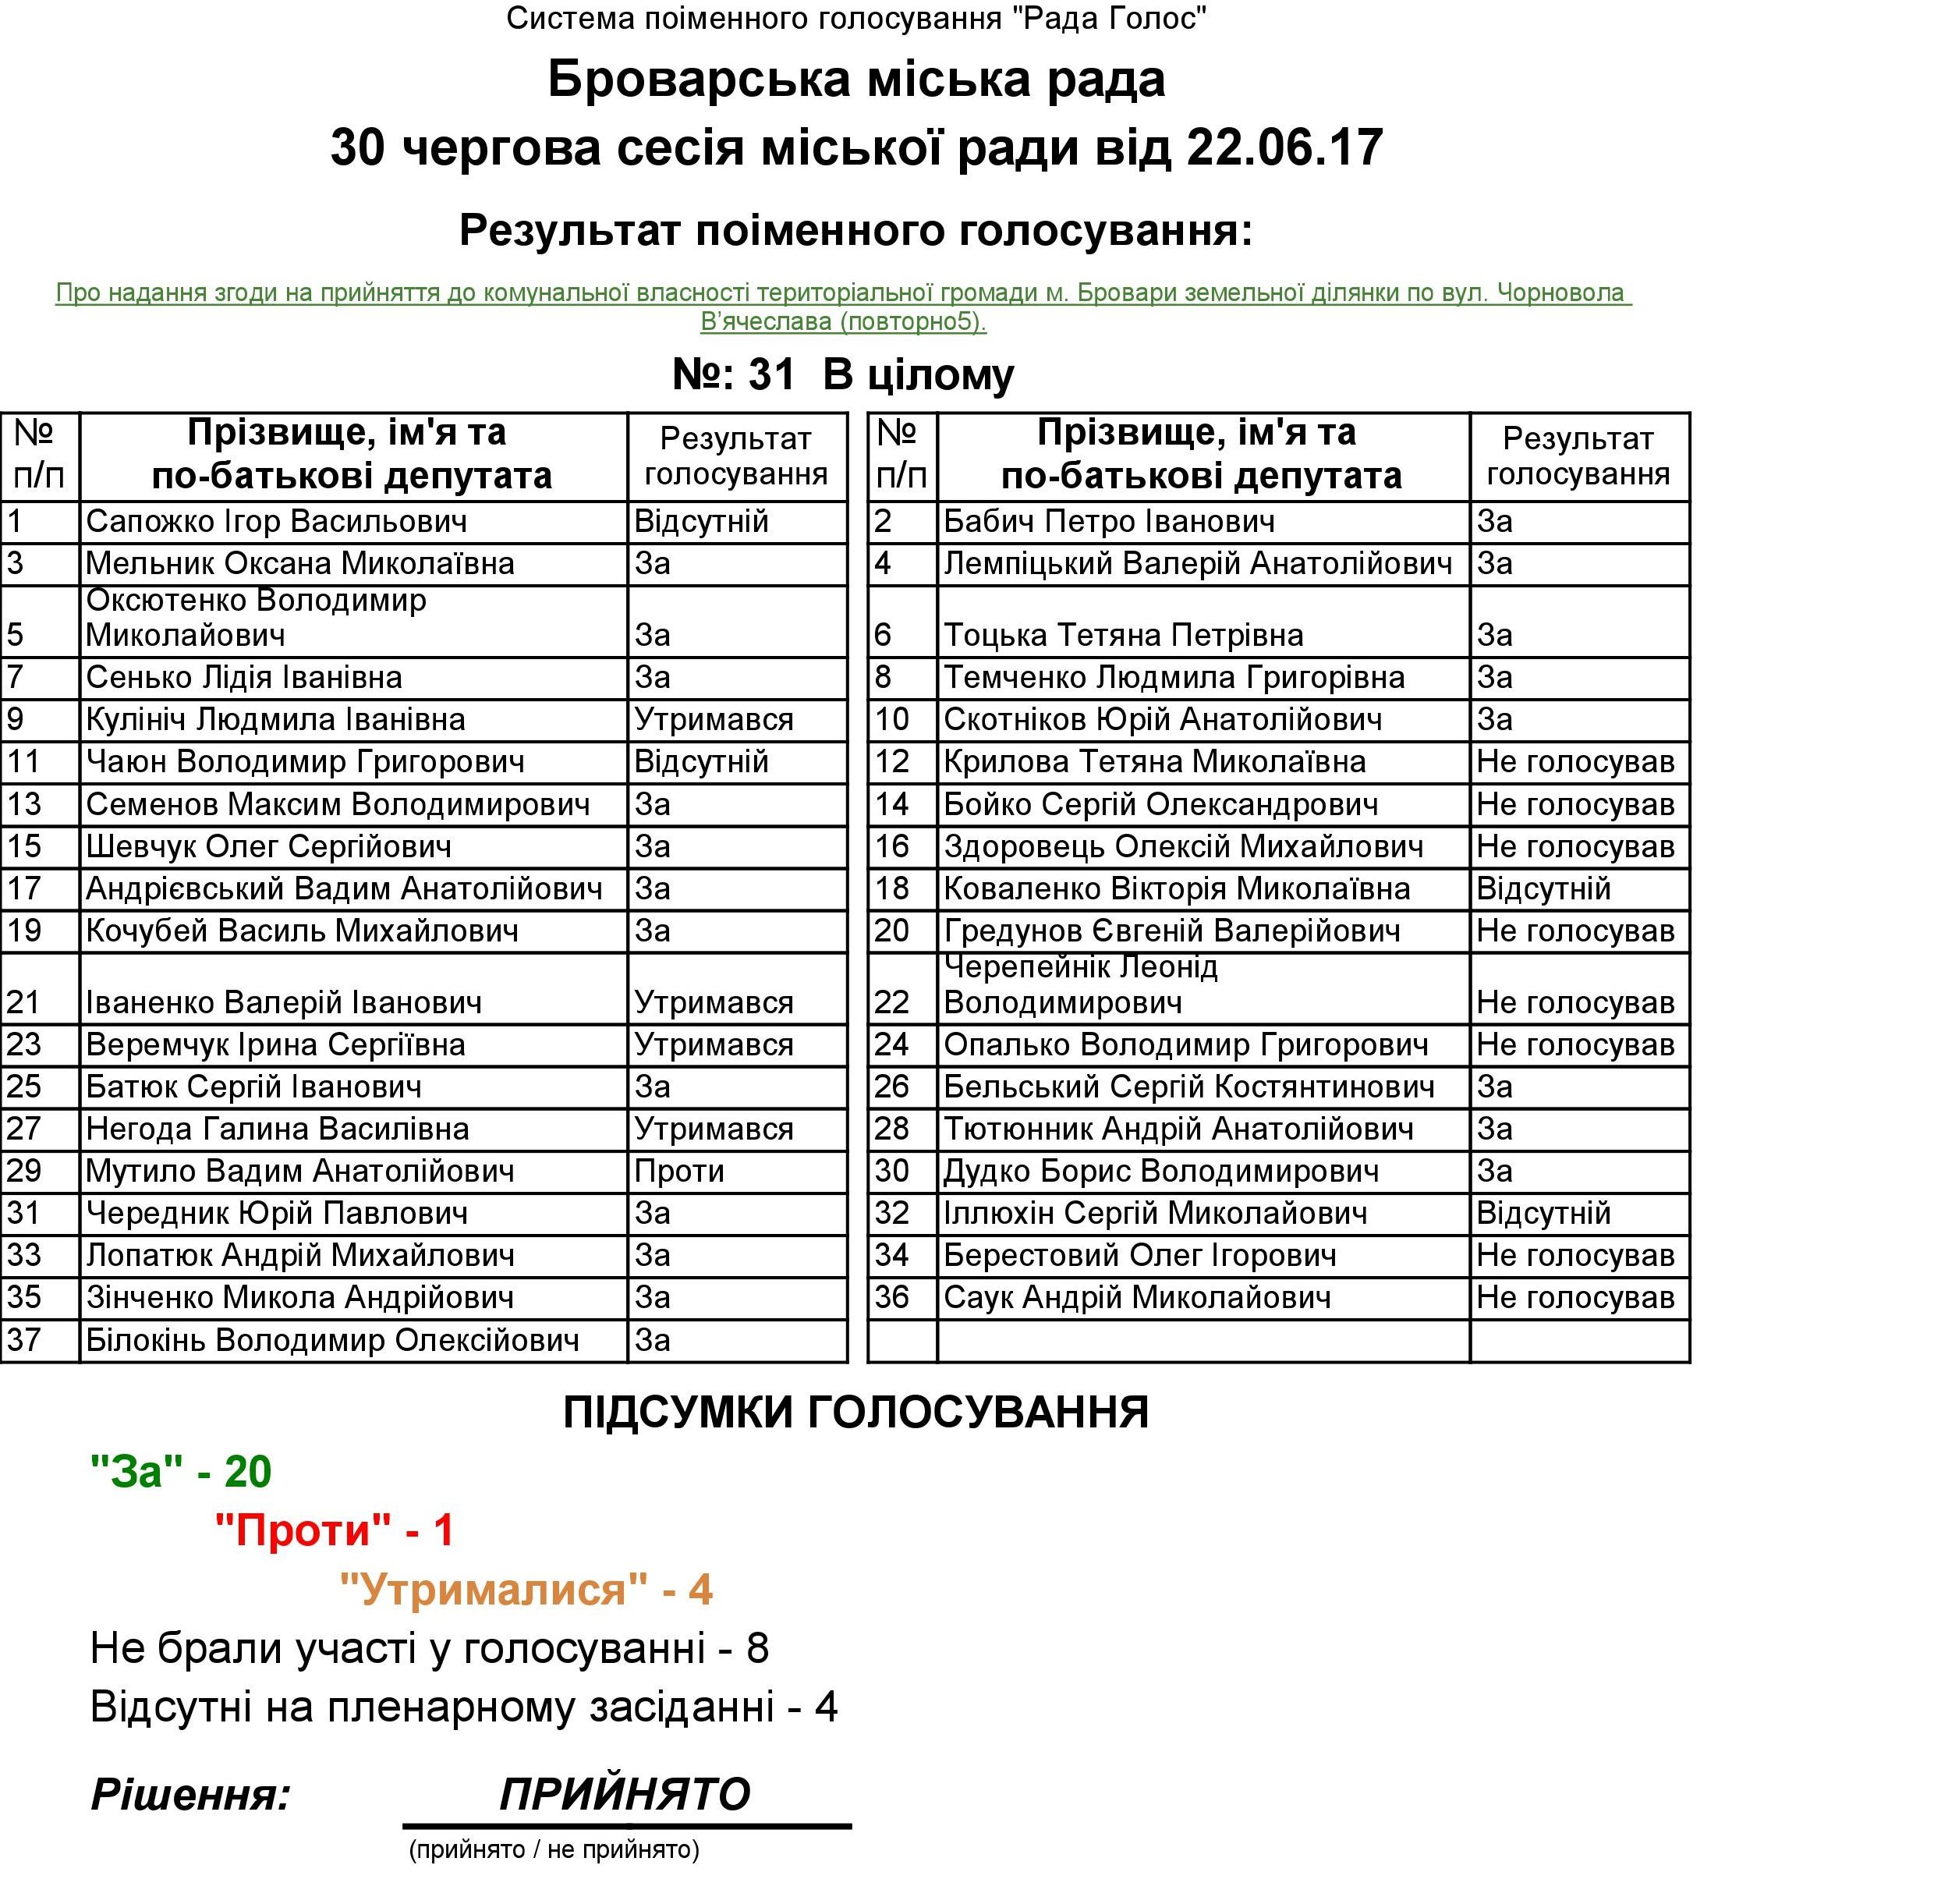 Система поіменного голосування "Рада Голос"
Броварська міська рада
30 чергова сесія міської ради від 22.06.17
Результат поіменного голосування:
Про надання згоди на прийняття до комунальної власності територіальної громади м. Бровари земельної ділянки по вул. Чорновола
В’ячеслава (повторно5).
№: 31 В цілому
№ п/п Прізвище, ім'я та по-батькові депутата Результат голосування № п/п Прізвище, ім'я та по-батькові депутата Результат голосування
1 Сапожко Ігор Васильович Відсутній 2 Бабич Петро Іванович За
3 Мельник Оксана Миколаївна За 4 Лемпіцький Валерій Анатолійович За
5 Оксютенко Володимир Миколайович За 6 Тоцька Тетяна Петрівна За
7 Сенько Лідія Іванівна За 8 Темченко Людмила Григорівна За
9 Кулініч Людмила Іванівна Утримався 10 Скотніков Юрій Анатолійович За
11 Чаюн Володимир Григорович Відсутній 12 Крилова Тетяна Миколаївна Не голосував
13 Семенов Максим Володимирович За 14 Бойко Сергій Олександрович Не голосував
15 Шевчук Олег Сергійович За 16 Здоровець Олексій Михайлович Не голосував
17 Андрієвський Вадим Анатолійович За 18 Коваленко Вікторія Миколаївна Відсутній
19 Кочубей Василь Михайлович За 20 Гредунов Євгеній Валерійович Не голосував
21 Іваненко Валерій Іванович Утримався 22 Черепейнік Леонід Володимирович Не голосував
23 Веремчук Ірина Сергіївна Утримався 24 Опалько Володимир Григорович Не голосував
25 Батюк Сергій Іванович За 26 Бельський Сергій Костянтинович За
27 Негода Галина Василівна Утримався 28 Тютюнник Андрій Анатолійович За
29 Мутило Вадим Анатолійович Проти 30 Дудко Борис Володимирович За
31 Чередник Юрій Павлович За 32 Іллюхін Сергій Миколайович Відсутній
33 Лопатюк Андрій Михайлович За 34 Берестовий Олег Ігорович Не голосував
35 Зінченко Микола Андрійович За 36 Саук Андрій Миколайович Не голосував
37 Білокінь Володимир Олексійович За
ПІДСУМКИ ГОЛОСУВАННЯ
"За" - 20
"Проти" - 1
"Утрималися" - 4
Не брали участі у голосуванні - 8
Відсутні на пленарному засіданні - 4
Рішення: ПРИЙНЯТО
(прийнято / не прийнято)